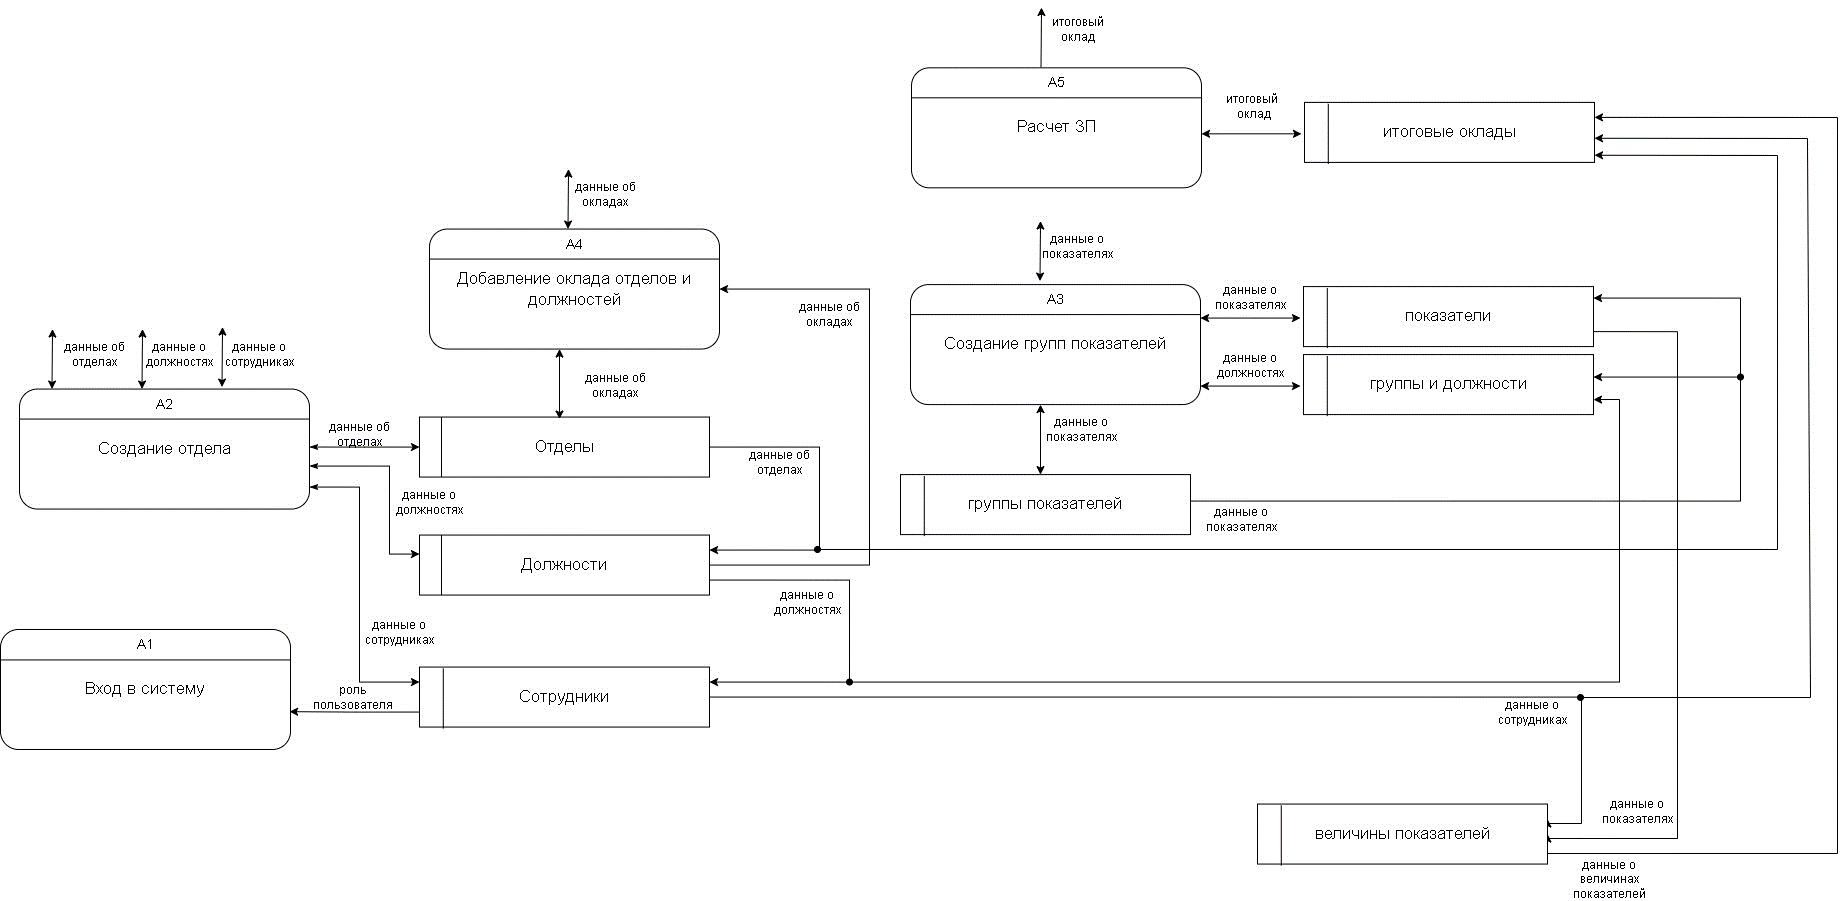 итоговый
оклад
A5
Расчет ЗП
итоговый
оклад
итоговые оклады
данные об
окладах
A4
Добавление оклада отделов и
должностей
данные об
окладах
данные о
показателях
A3
Создание групп показателей
данные о
показателях
показатели
данные о
должностях
группы и должности
данные о
показателях
группы показателей
данные о
показателях
данные об
отделах
данные о
должностях
данные о
сотрудниках
A2
Создание отдела
данные об
отделах
данные об
окладах
Отделы
данные об
отделах
данные о
должностях
Должности
данные о
должностях
данные о
сотрудниках
A1
Вход в систему
роль
пользователя
Сотрудники
данные о
сотрудниках
данные о
показателях
величины показателей
данные о
величинах
показателей